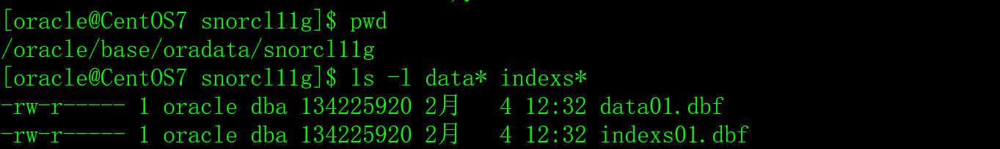 [oracle@CentOS7 snorcl11g]$ pwd
/oracle/base/oradata/snorcl11g
[oracle@CentOS7 snorcl11g]$ ls -l data* indexs*
-rw-r----- 1 oracle dba 134225920 2月   4 12:32 data01.dbf
-rw-r----- 1 oracle dba 134225920 2月   4 12:32 indexs01.dbf